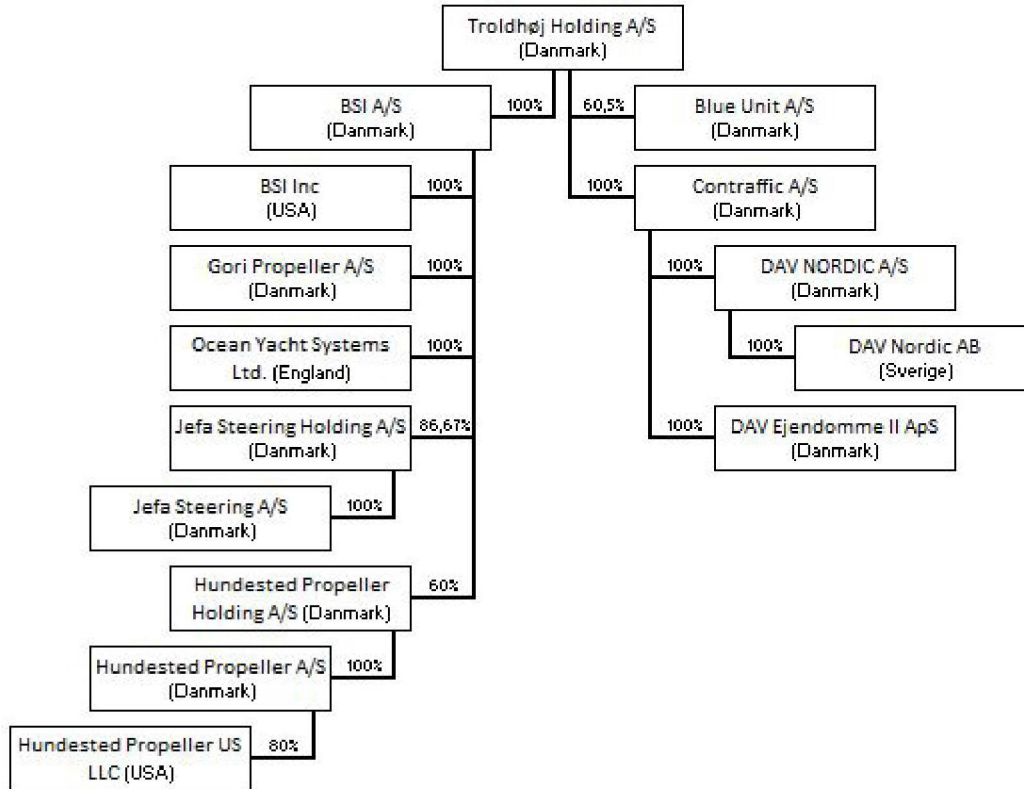 Troldhøj Holding A/S
(Danmark)
BSI A/S
(Danmark)
100%
60,5%
Blue Unit A/S
(Danmark)
BSI Inc
(USA)
100%
100%
Contraffic A/S
(Danmark)
Gori Propeller A/S
(Danmark)
100%
100%
DAV NORDIC A/S
(Danmark)
Ocean Yacht Systems
Ltd. (England)
100%
100%
DAV Nordic AB
(Sverige)
Jefa Steering Holding A/S
(Danmark)
86,67%
100%
DAV Ejendomme II ApS
(Danmark)
Jefa Steering A/S
(Danmark)
100%
Hundested Propeller
Holding A/S (Danmark)
60%
Hundested Propeller A/S
(Danmark)
100%
Hundested Propeller US
LLC (USA)
80%